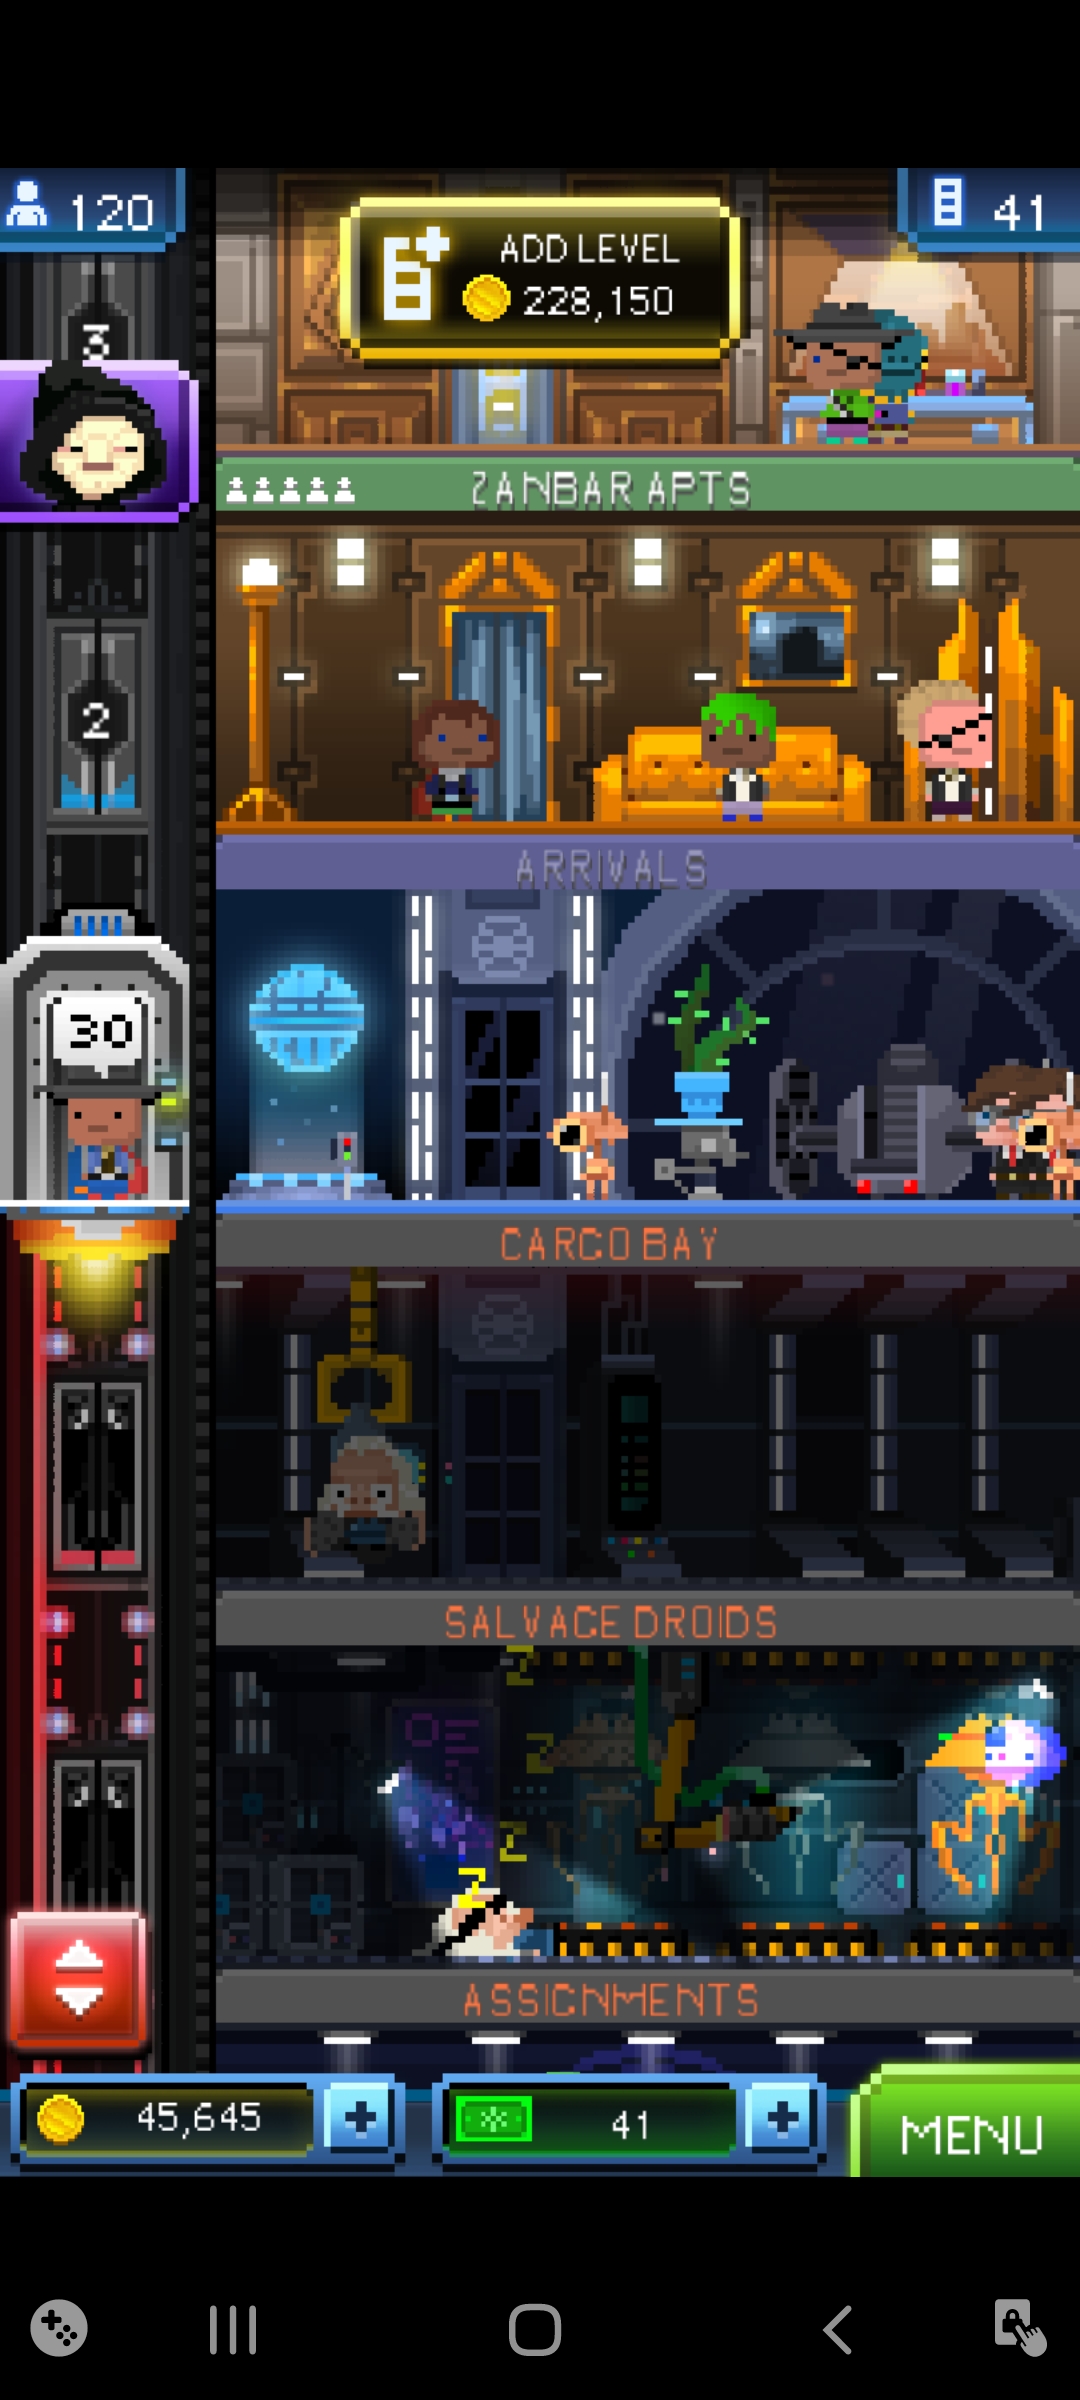 120
41
ADD LEVEL
228,150
3
ZANBAR APTS
2
ARRIVALS
30
CARGO BAY
SALVAGE DROIDS
Z
Z
Z
Z
ASSIGNMENTS
45,645
41
MENU